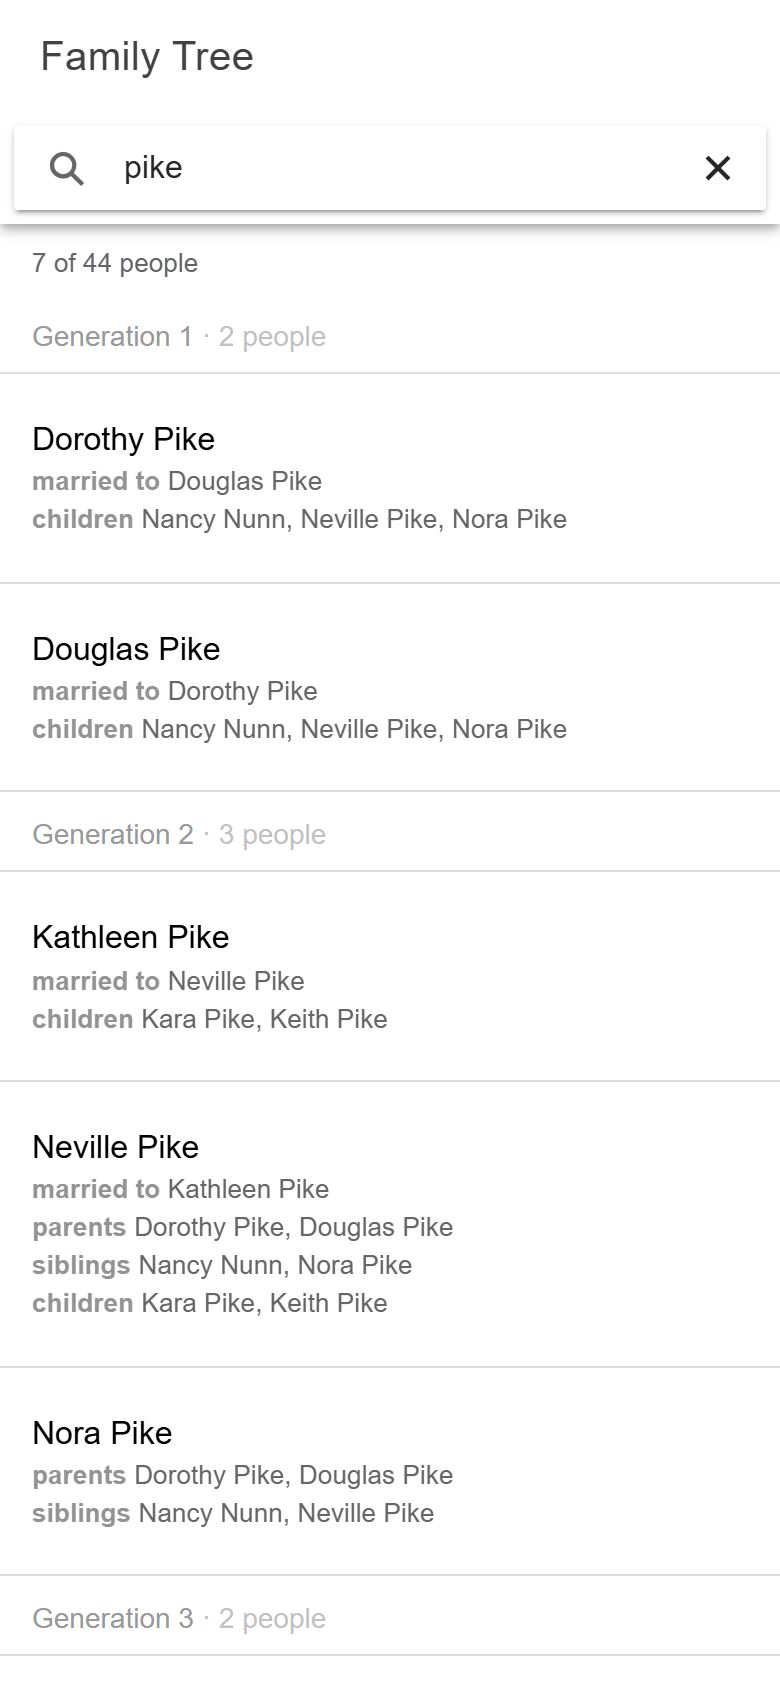 Family Tree
pike
7 of 44 people
Generation 1 · 2 people
Dorothy Pike
married to Douglas Pike
children Nancy Nunn, Neville Pike, Nora Pike
Douglas Pike
married to Dorothy Pike
children Nancy Nunn, Neville Pike, Nora Pike
Generation 2 · 3 people
Kathleen Pike
married to Neville Pike
children Kara Pike, Keith Pike
Neville Pike
married to Kathleen Pike
parents Dorothy Pike, Douglas Pike
siblings Nancy Nunn, Nora Pike
children Kara Pike, Keith Pike
Nora Pike
parents Dorothy Pike, Douglas Pike
siblings Nancy Nunn, Neville Pike
Generation 3 · 2 people